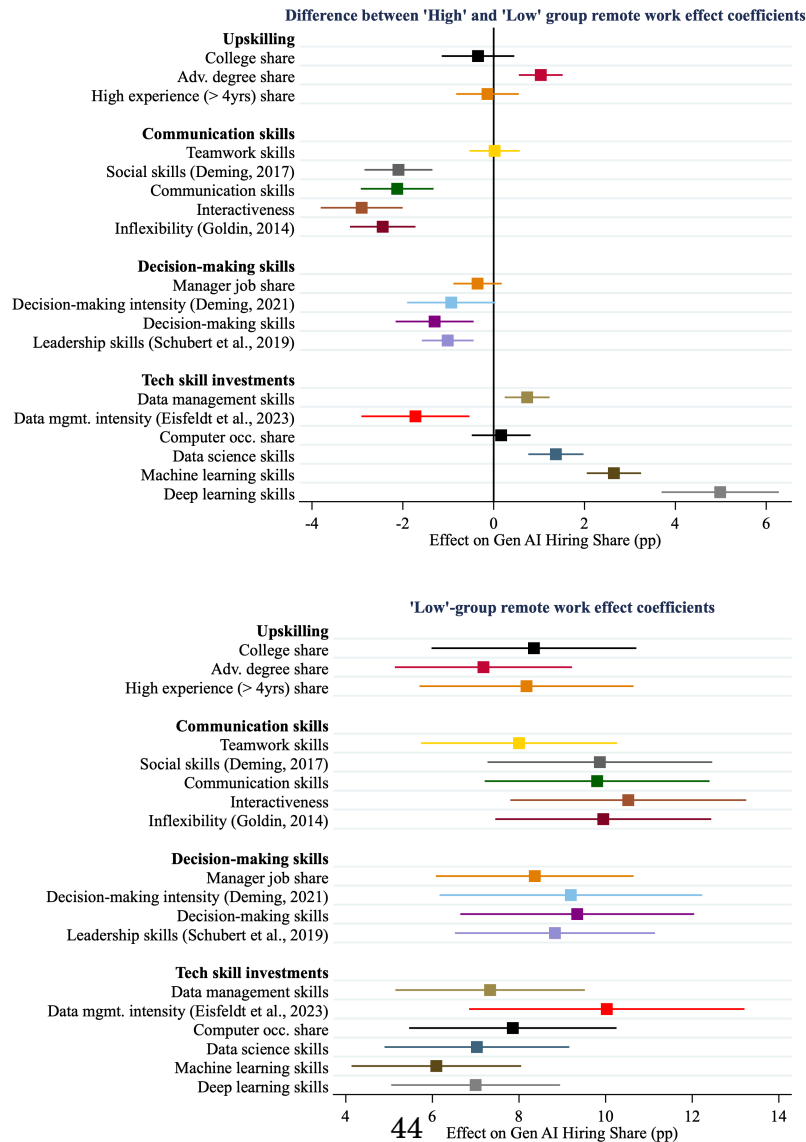 Difference between 'High' and 'Low' group remote work effect coefficients
Upskilling
College share
Adv. degree share
High experience (> 4yrs) share
Communication skills
Teamwork skills
Social skills (Deming, 2017)
Communication skills
Interactiveness
Inflexibility (Goldin, 2014)
Decision-making skills
Manager job share
Decision-making intensity (Deming, 2021)
Decision-making skills
Leadership skills (Schubert et al., 2019)
Tech skill investments
Data management skills
Data mgmt. intensity (Eisfeldt et al., 2023)
Computer occ. share
Data science skills
Machine learning skills
Deep learning skills
-4 -2 0 2 4 6
Effect on Gen AI Hiring Share (pp)
'Low'-group remote work effect coefficients
Upskilling
College share
Adv. degree share
High experience (> 4yrs) share
Communication skills
Teamwork skills
Social skills (Deming, 2017)
Communication skills
Interactiveness
Inflexibility (Goldin, 2014)
Decision-making skills
Manager job share
Decision-making intensity (Deming, 2021)
Decision-making skills
Leadership skills (Schubert et al., 2019)
Tech skill investments
Data management skills
Data mgmt. intensity (Eisfeldt et al., 2023)
Computer occ. share
Data science skills
Machine learning skills
Deep learning skills
4 6 8 10 12 14
44 Effect on Gen AI Hiring Share (pp)